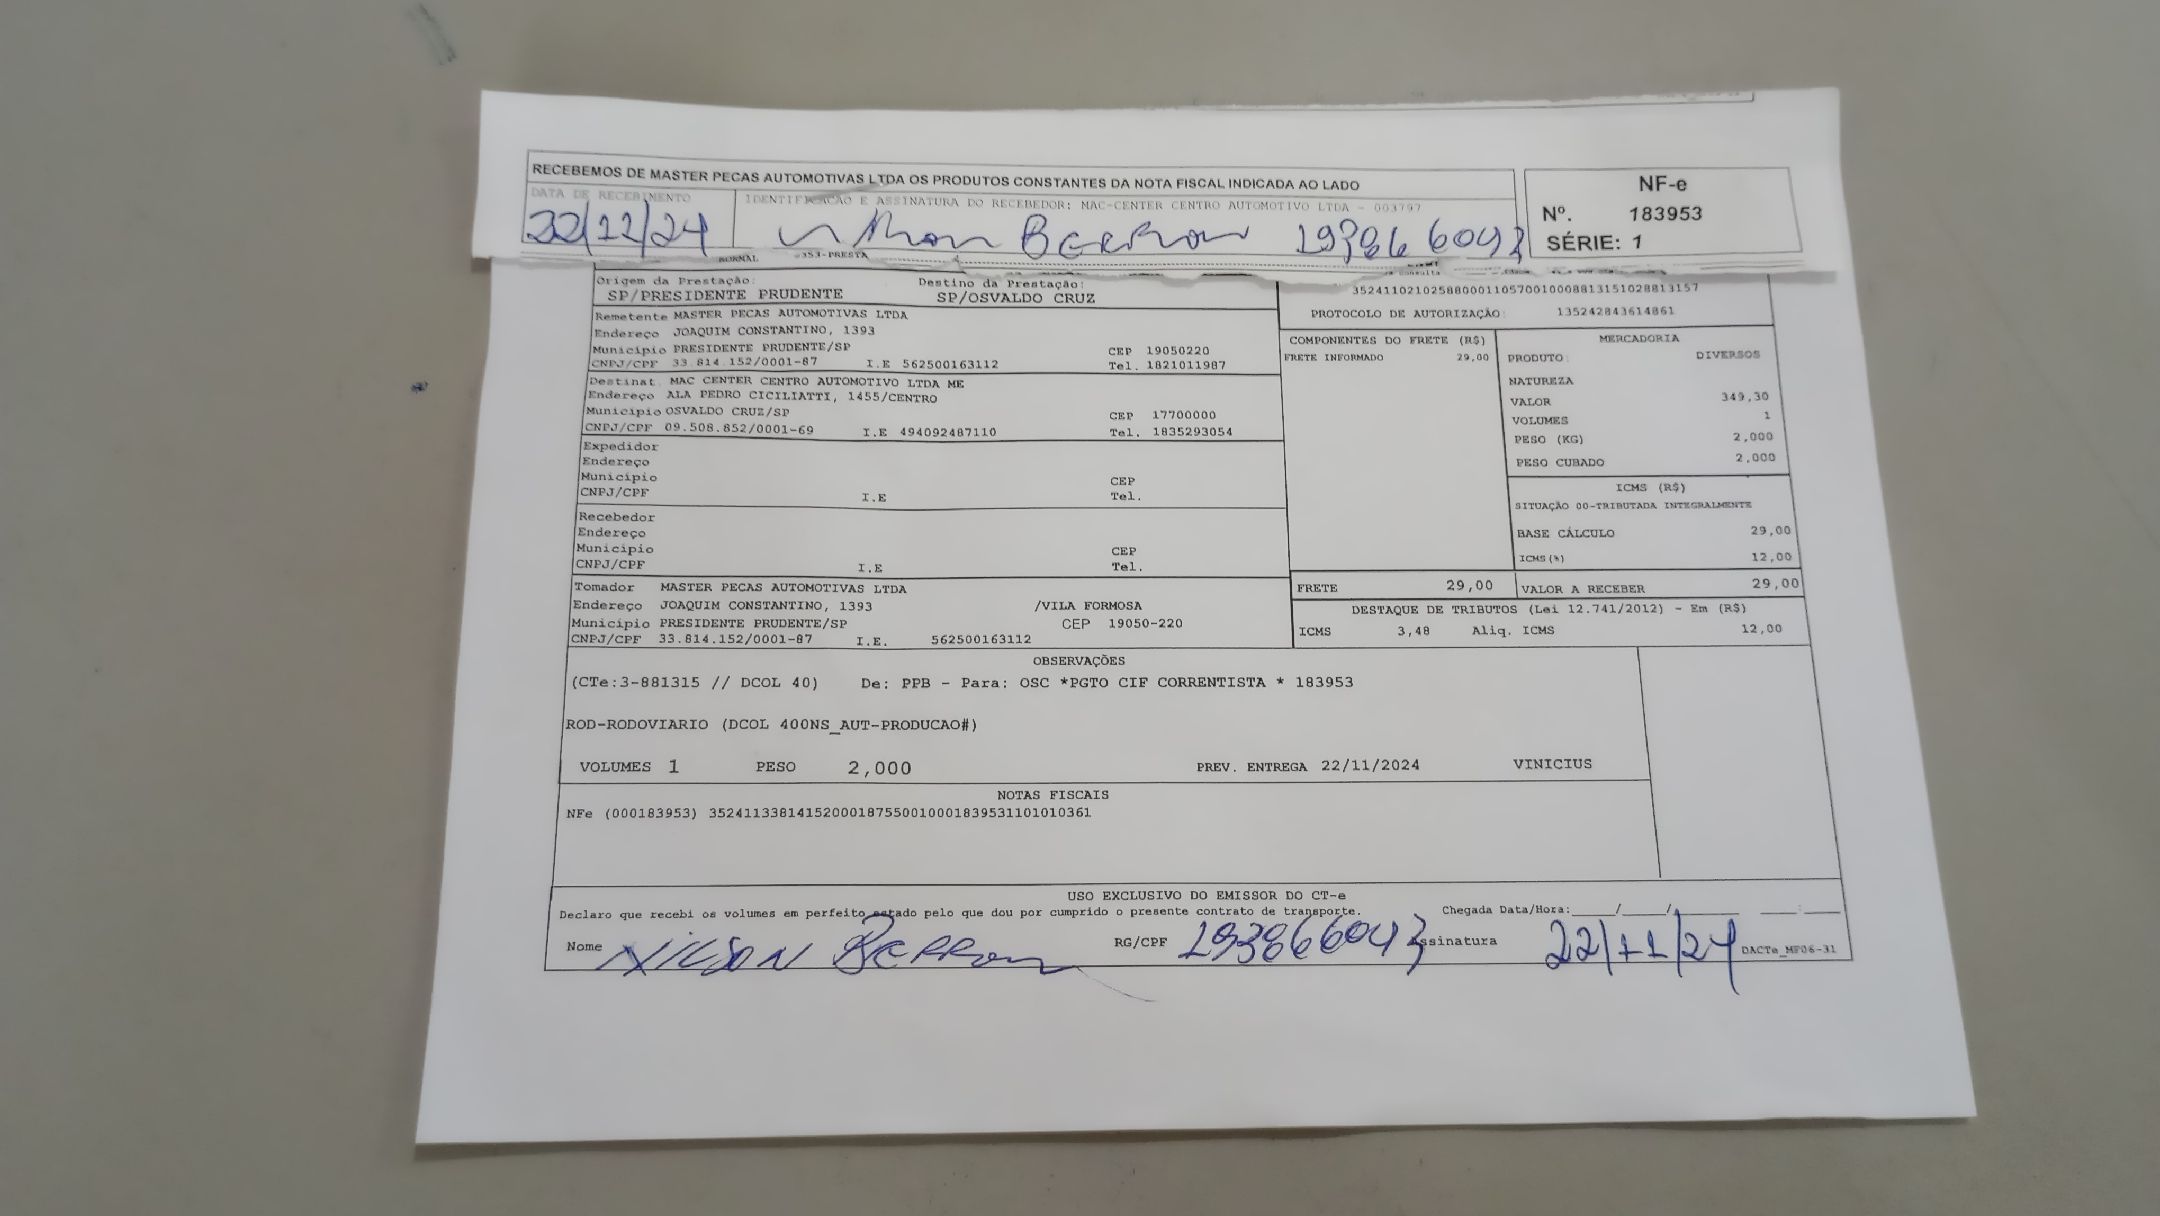 RECEBEMOS DE MASTER PECAS AUTOMOTIVAS LTDA OS PRODUTOS CONSTANTES DA NOTA FISCAL INDICADA AO LADO
DATA DE RECEBIMENTO
IDENTIFICAÇÃO E ASSINATURA DO RECEBEDOR: MAC-CENTER CENTRO AUTOMOTIVO LTDA - 003797
193866043
NF-e
Nº. 183953
SÉRIE: 1
NORMAL
Origem da Prestação:
SP/PRESIDENTE PRUDENTE
Destino da Prestação:
SP/OSVALDO CRUZ
Remetente MASTER PECAS AUTOMOTIVAS LTDA
Endereço JOAQUIM CONSTANTINO, 1393
Município PRESIDENTE PRUDENTE/SP CEP 19050220
CNPJ/CPF 33.814.152/0001-87 I.E 562500163112 Tel. 1821011987
Destinat. MAC CENTER CENTRO AUTOMOTIVO LTDA ME
Endereço ALA PEDRO CICILIATTI, 1455/CENTRO
Município OSVALDO CRUZ/SP CEP 17700000
CNPJ/CPF 09.508.852/0001-69 I.E 494092487110 Tel. 1835293054
Expedidor
Endereço
Município CEP
CNPJ/CPF I.E Tel.
Recebedor
Endereço
Município CEP
CNPJ/CPF I.E Tel.
Tomador MASTER PECAS AUTOMOTIVAS LTDA
Endereço JOAQUIM CONSTANTINO, 1393 /VILA FORMOSA
Município PRESIDENTE PRUDENTE/SP CEP 19050-220
CNPJ/CPF 33.814.152/0001-87 I.E. 562500163112
35241102102588000110570010008813151028813157
PROTOCOLO DE AUTORIZAÇÃO: 135242843614861
COMPONENTES DO FRETE (R$)
FRETE INFORMADO 29,00
MERCADORIA
PRODUTO: DIVERSOS
NATUREZA
VALOR 349,30
VOLUMES 1
PESO (KG) 2,000
PESO CUBADO 2,000
ICMS (R$)
SITUAÇÃO 00-TRIBUTADA INTEGRALMENTE
BASE CÁLCULO 29,00
ICMS(%) 12,00
FRETE 29,00
VALOR A RECEBER 29,00
DESTAQUE DE TRIBUTOS (Lei 12.741/2012) - Em (R$)
ICMS 3,48 Aliq. ICMS 12,00
OBSERVAÇÕES
(CTe:3-881315 // DCOL 40) De: PPB - Para: OSC *PGTO CIF CORRENTISTA * 183953
ROD-RODOVIARIO (DCOL 400NS_AUT-PRODUCAO#)
VOLUMES 1 PESO 2,000 PREV. ENTREGA 22/11/2024 VINICIUS
NOTAS FISCAIS
NFe (000183953) 35241133814152000187550010001839531101010361
USO EXCLUSIVO DO EMISSOR DO CT-e
Declaro que recebi os volumes em perfeito estado pelo que dou por cumprido o presente contrato de transporte. Chegada Data/Hora:____/____/____ __:__
Nome NILSON RG/CPF 193866043 Assinatura 22/11/24 DACTe_MF06-31